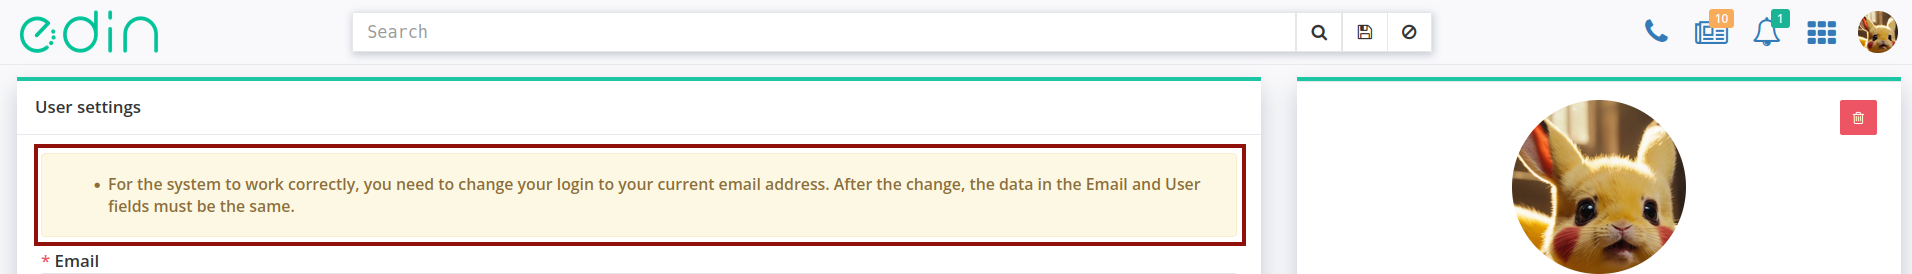 edin
Search
10
1
User settings
• For the system to work correctly, you need to change your login to your current email address. After the change, the data in the Email and User
fields must be the same.
* Email